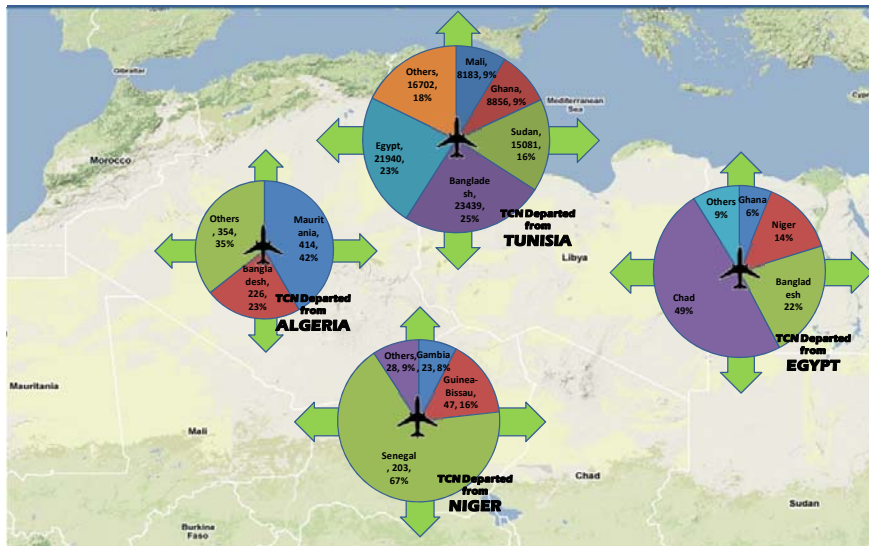 Gibraltar
Morocco
Mediterranean
Sea
Cypr
Libya
Mauritania
Mali
Burkina
Faso
Chad
Sudan
Others,
16702,
18%
Mali,
8183, 9%
Ghana,
8856, 9%
Sudan,
15081,
16%
Banglade
sh,
23439,
25%
Egypt,
21940,
23%
TCN Departed
from
TUNISIA
Others
, 354,
35%
Maurit
ania,
414,
42%
Bangla
desh,
226,
23%
TCN Departed
from
ALGERIA
Others
9%
Ghana
6%
Niger
14%
Banglad
esh
22%
Chad
49%
TCN Departed
from
EGYPT
Others,
28, 9%
Gambia
, 23, 8%
Guinea-
Bissau,
47, 16%
Senegal
, 203,
67%
TCN Departed
from
NIGER